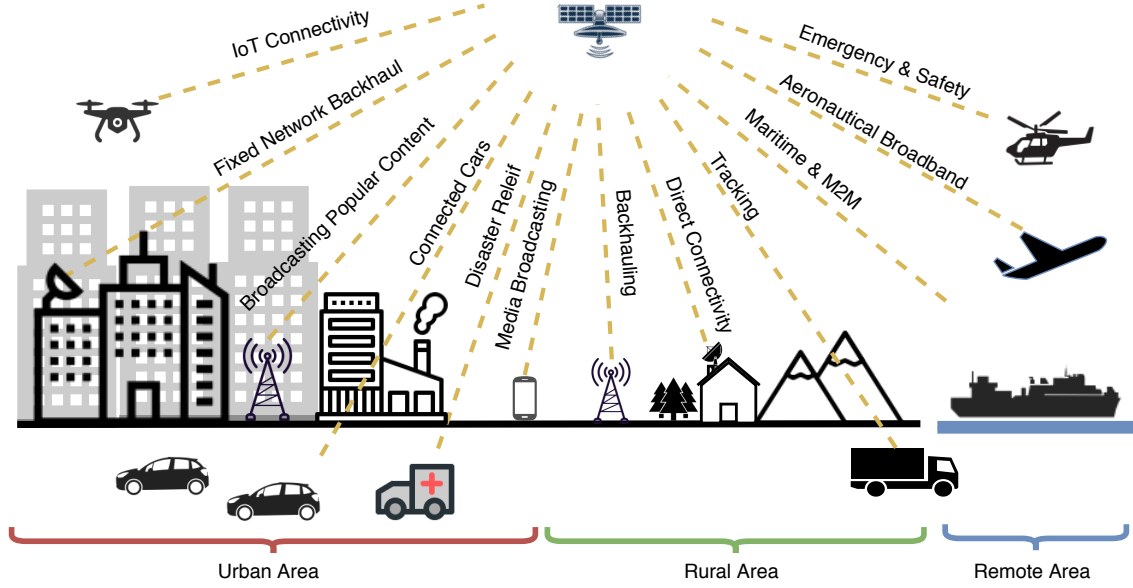 IoT Connectivity
Fixed Network Backhaul
Broadcasting Popular Content
Connected Cars
Disaster Releif
Media Broadcasting
Backhauling
Direct Connectivity
Tracking
Maritime & M2M
Aeronautical Broadband
Emergency & Safety
Urban Area
Rural Area
Remote Area